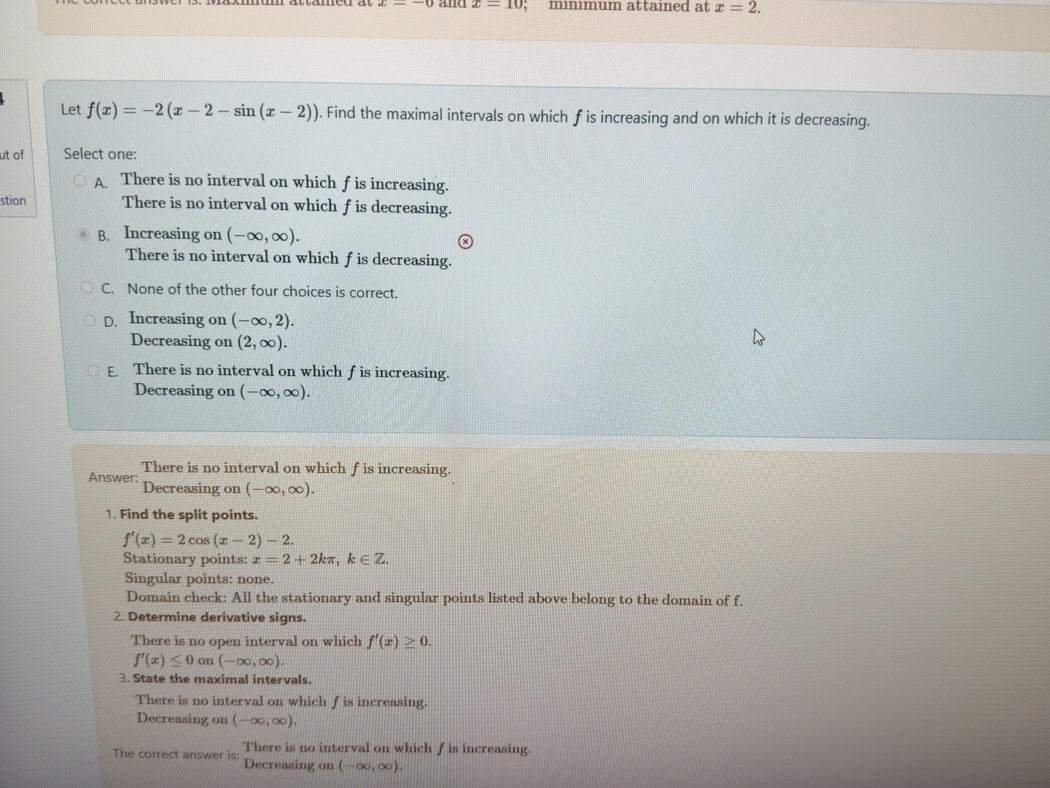 answer is: Maximum attained at x = −6 and x = 10; minimum attained at x = 2.
ut of
stion
Let f(x) = −2 (x − 2 − sin (x − 2)). Find the maximal intervals on which f is increasing and on which it is decreasing.
Select one:
A. There is no interval on which f is increasing.
There is no interval on which f is decreasing.
B. Increasing on (−∞, ∞).
There is no interval on which f is decreasing.
C. None of the other four choices is correct.
D. Increasing on (−∞, 2).
Decreasing on (2, ∞).
E. There is no interval on which f is increasing.
Decreasing on (−∞, ∞).
Answer: There is no interval on which f is increasing.
Decreasing on (−∞, ∞).
1. Find the split points.
f′(x) = 2 cos (x − 2) − 2.
Stationary points: x = 2 + 2kπ, k ∈ ℤ.
Singular points: none.
Domain check: All the stationary and singular points listed above belong to the domain of f.
2. Determine derivative signs.
There is no open interval on which f′(x) ≥ 0.
f′(x) ≤ 0 on (−∞, ∞).
3. State the maximal intervals.
There is no interval on which f is increasing.
Decreasing on (−∞, ∞).
The correct answer is: There is no interval on which f is increasing.
Decreasing on (−∞, ∞).